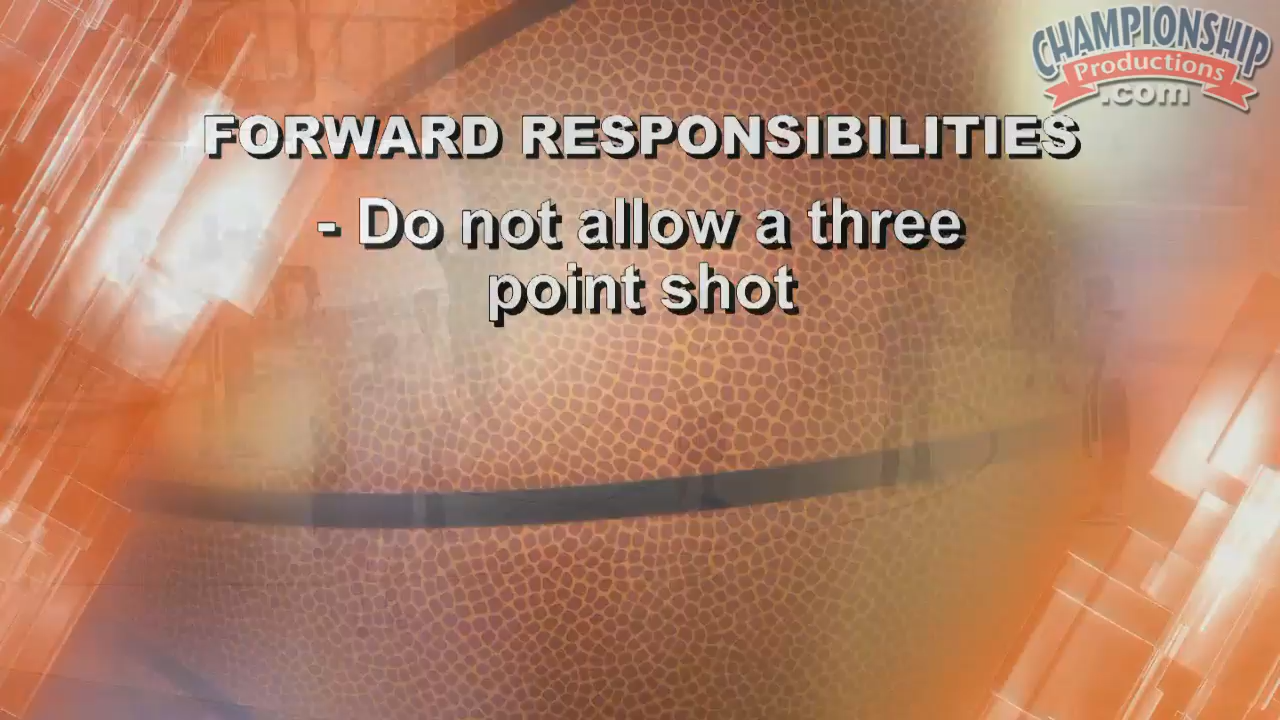 CHAMPIONSHIP
Productions
.com
FORWARD RESPONSIBILITIES
- Do not allow a three
point shot